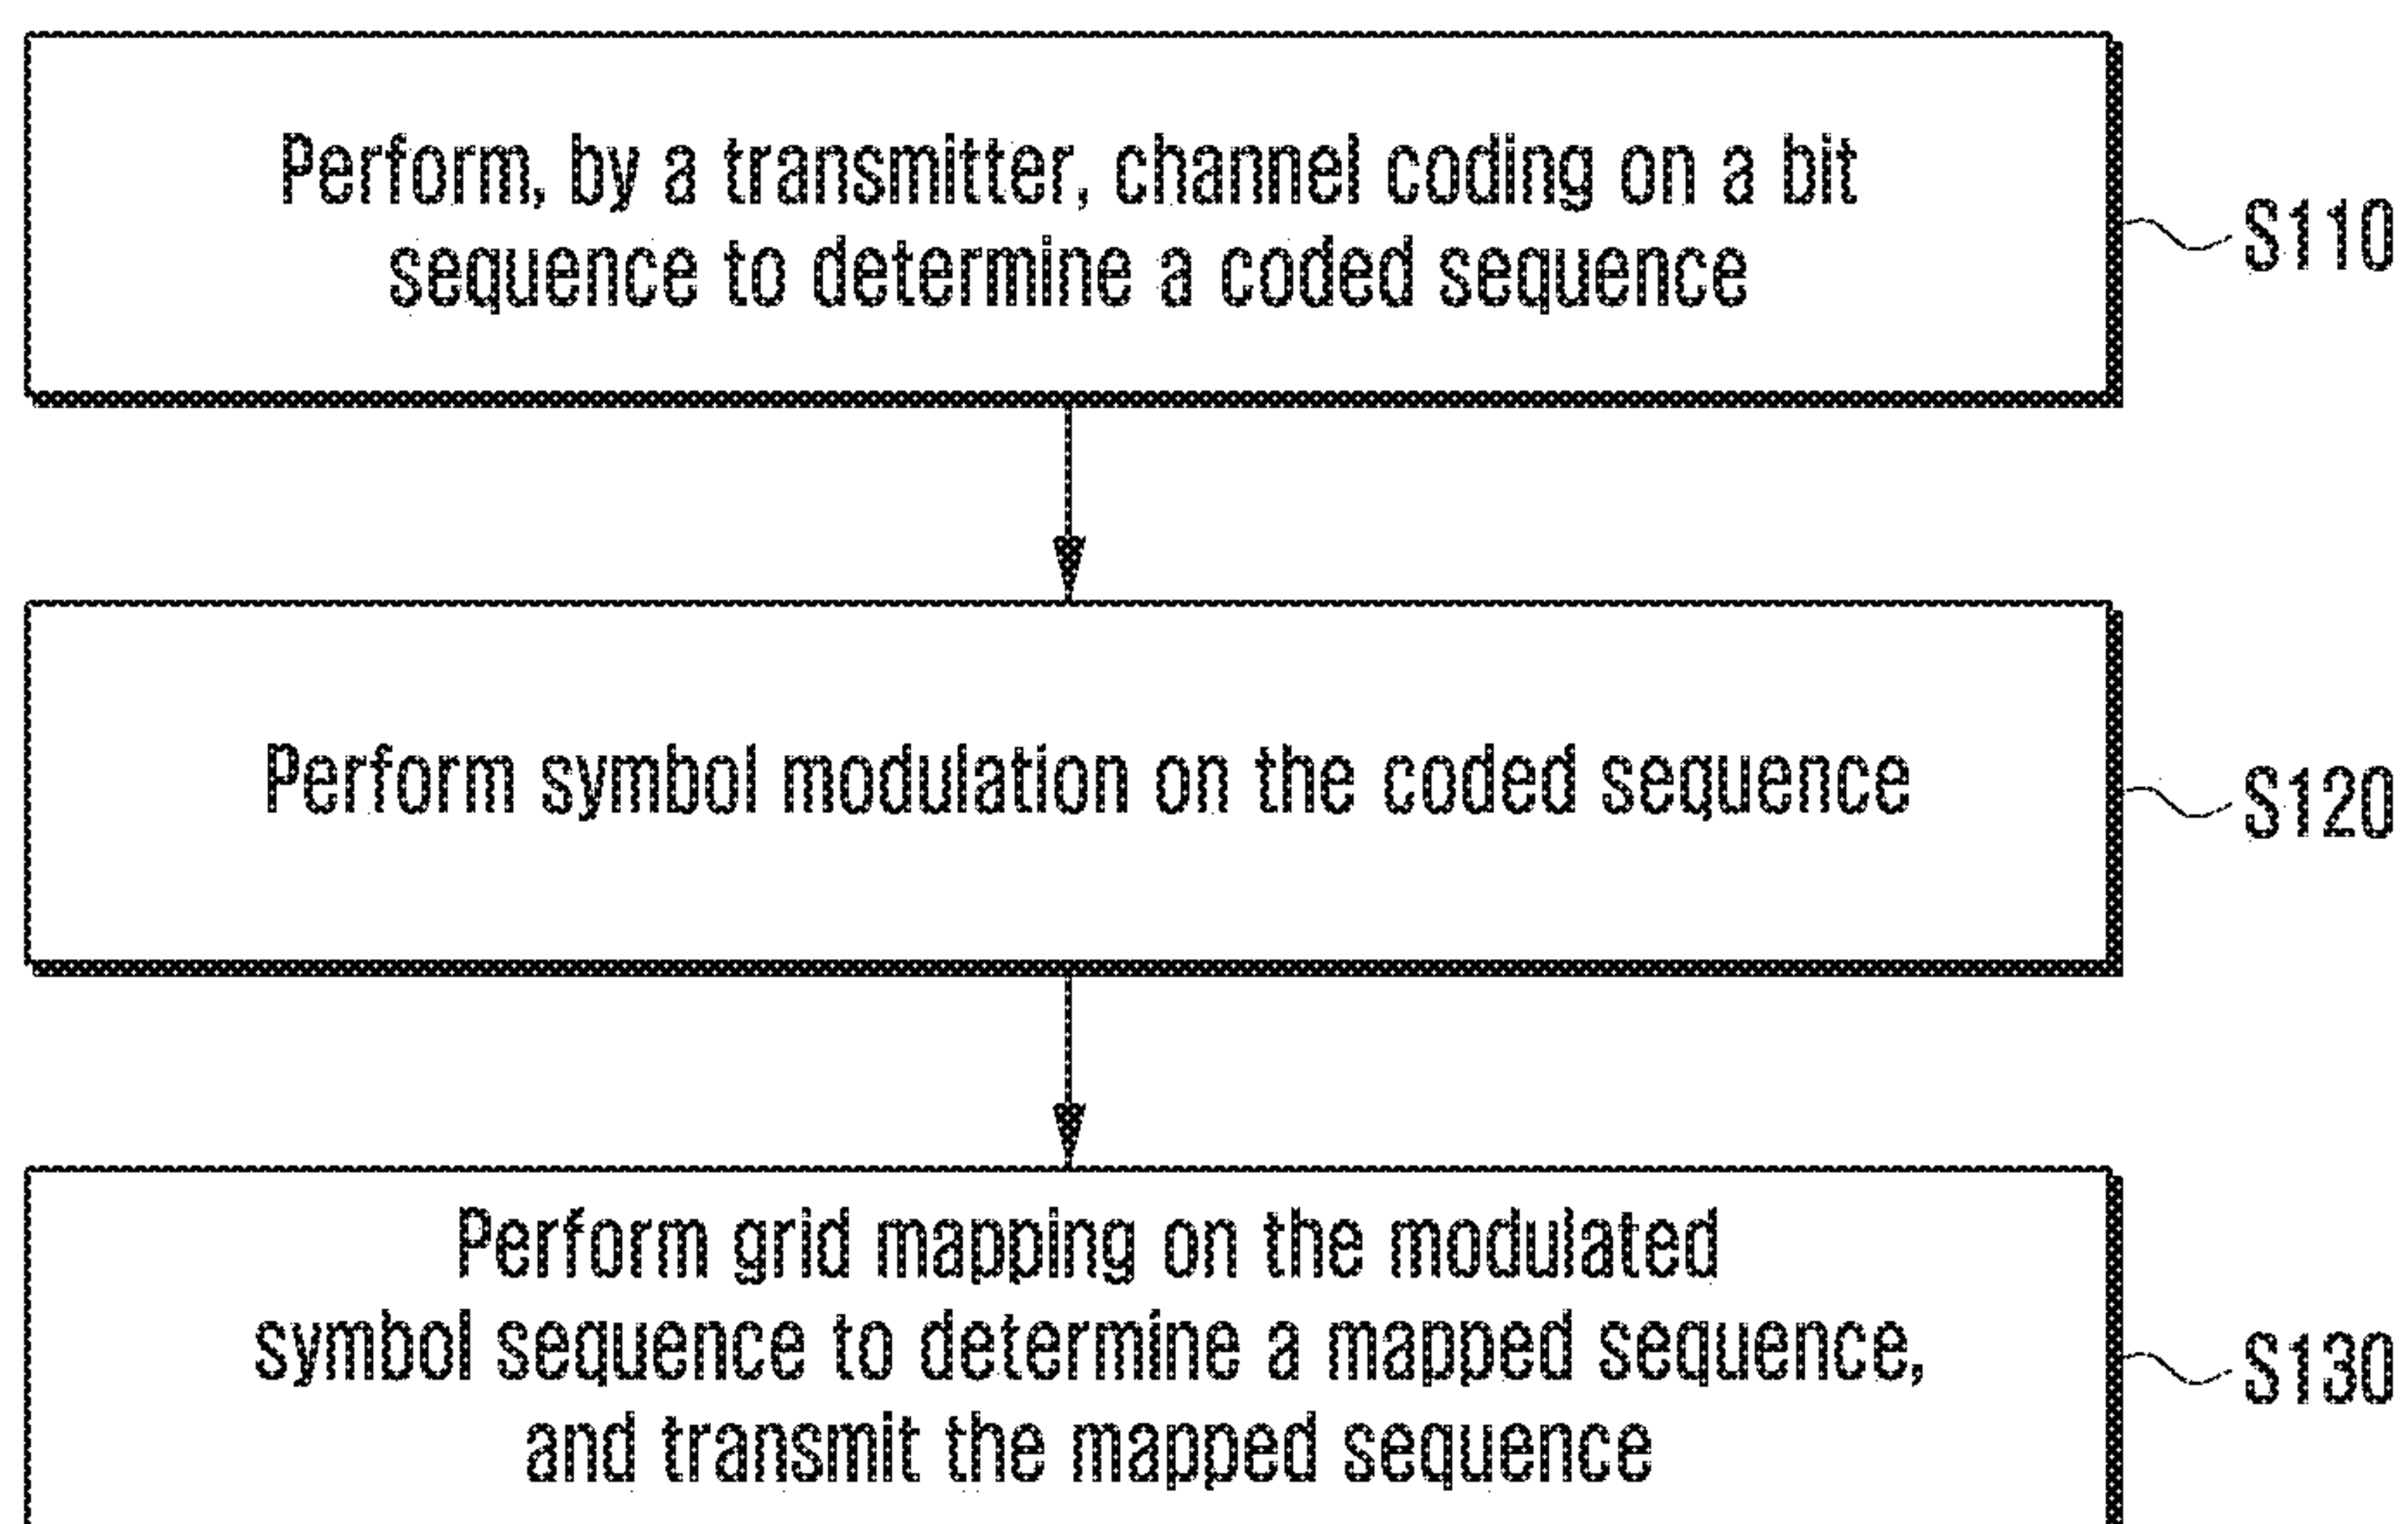 Perform, by a transmitter, channel coding on a bit
sequence to determine a coded sequence
S110
Perform symbol modulation on the coded sequence
S120
Perform grid mapping on the modulated
symbol sequence to determine a mapped sequence,
and transmit the mapped sequence
S130